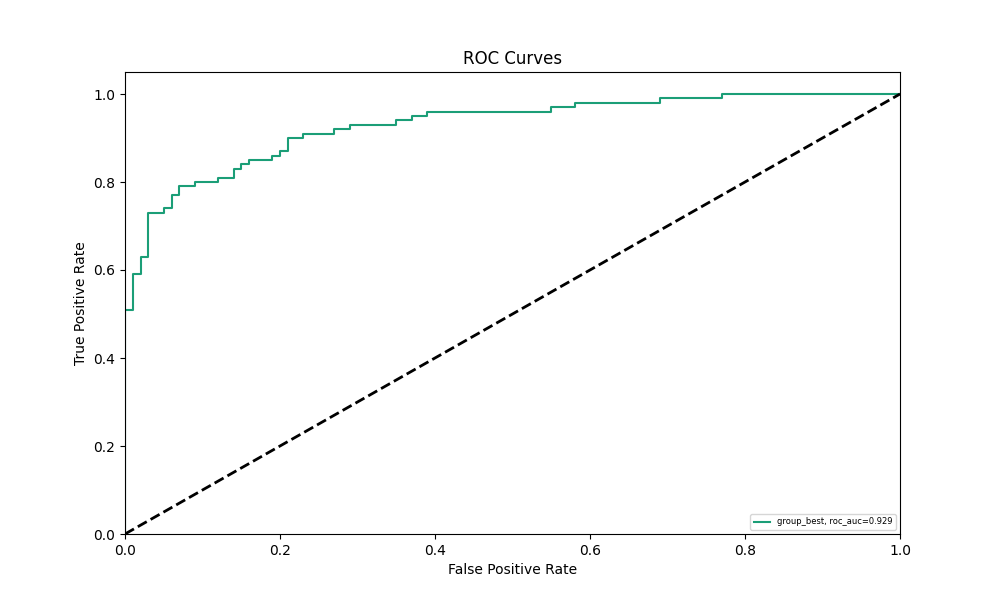 ROC Curves
1.0
0.8
0.6
0.4
0.2
0.0
True Positive Rate
0.0 0.2 0.4 0.6 0.8 1.0
False Positive Rate
group_best, roc_auc=0.929